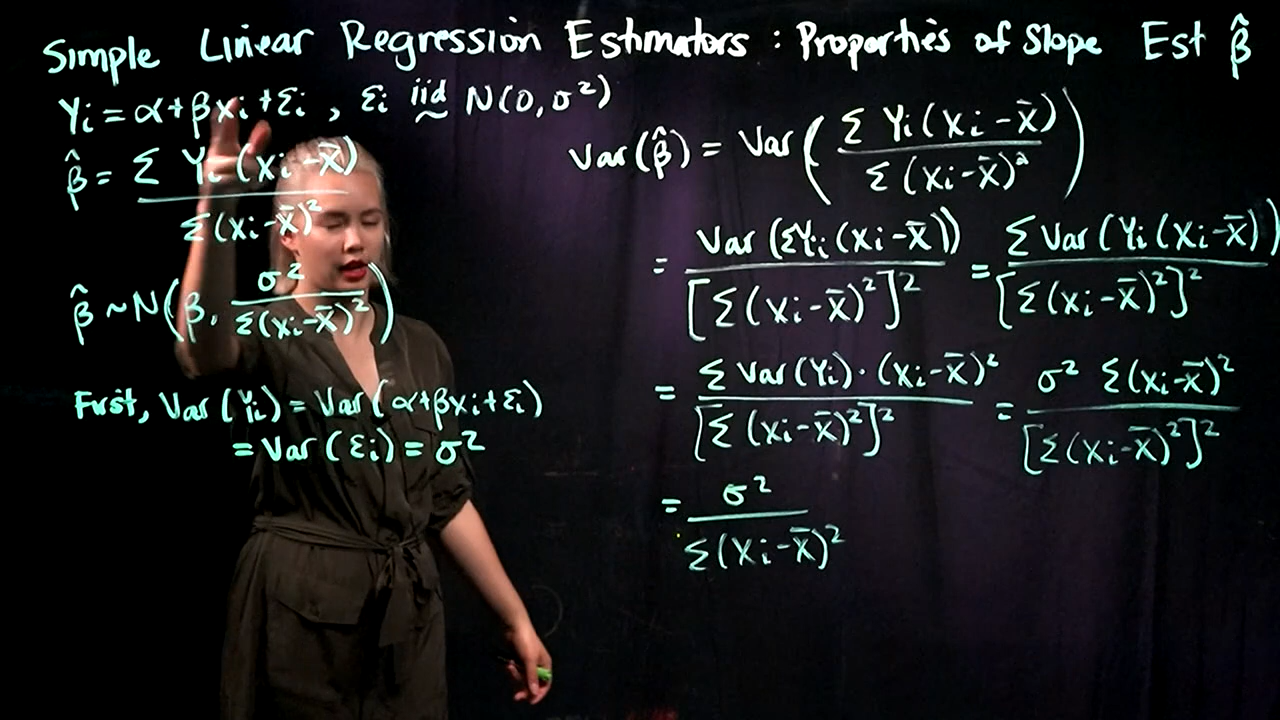 Simple Linear Regression Estimators : Properties of Slope Est β̂
Yi = α+βxi+εi , εi iid~ N(0,σ²)
β̂ = Σ Yi (xi-x̄) / Σ(xi-x̄)²
β̂ ~ N(β, σ² / Σ(xi-x̄)²)
First, Var(Yi) = Var(α+βxi+εi)
= Var(εi) = σ²
Var(β̂) = Var(Σ Yi(xi-x̄) / Σ(xi-x̄)²)
= Var(ΣYi(xi-x̄)) / [Σ(xi-x̄)²]² = Σ Var(Yi(xi-x̄)) / [Σ(xi-x̄)²]²
= Σ Var(Yi)·(xi-x̄)² / [Σ(xi-x̄)²]² = σ² Σ(xi-x̄)² / [Σ(xi-x̄)²]²
= σ² / Σ(xi-x̄)²